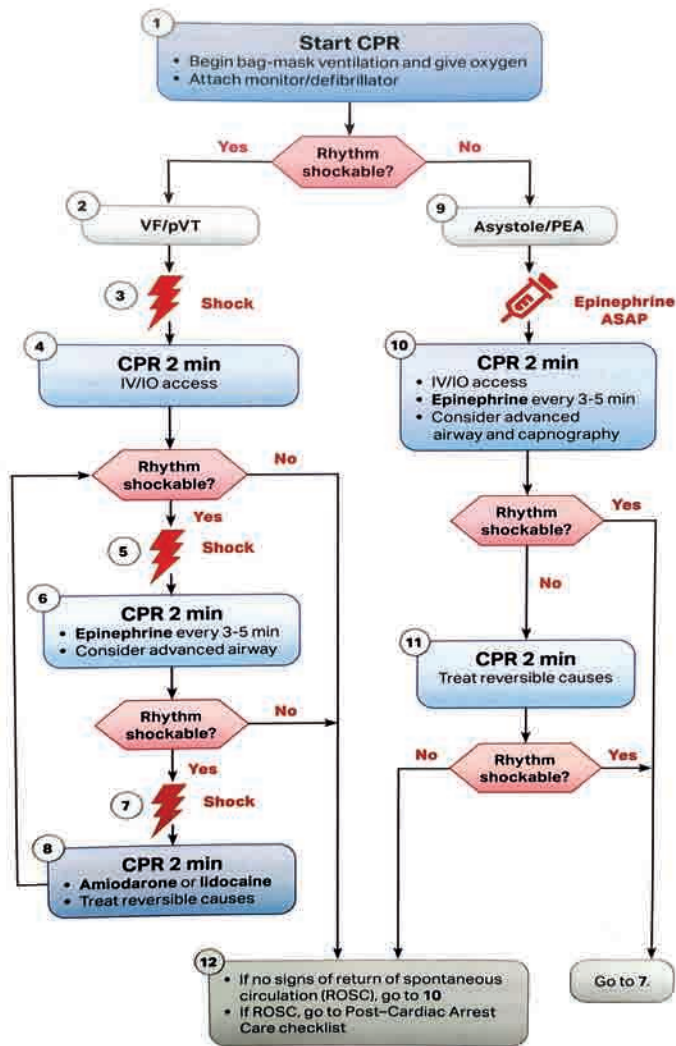 1
Start CPR
• Begin bag-mask ventilation and give oxygen
• Attach monitor/defibrillator
Yes
Rhythm
shockable?
No
2
VF/pVT
9
Asystole/PEA
3
Shock
Epinephrine
ASAP
4
CPR 2 min
IV/IO access
10
CPR 2 min
• IV/IO access
• Epinephrine every 3-5 min
• Consider advanced
airway and capnography
Rhythm
shockable?
No
Yes
Rhythm
shockable?
Yes
No
5
Shock
6
CPR 2 min
• Epinephrine every 3-5 min
• Consider advanced airway
11
CPR 2 min
Treat reversible causes
Rhythm
shockable?
No
Yes
No
Rhythm
shockable?
Yes
7
Shock
8
CPR 2 min
• Amiodarone or lidocaine
• Treat reversible causes
12
• If no signs of return of spontaneous
circulation (ROSC), go to 10
• If ROSC, go to Post–Cardiac Arrest
Care checklist
Go to 7.